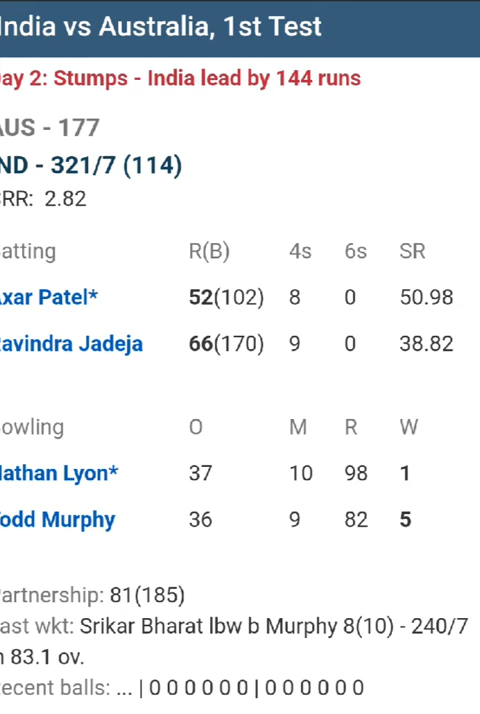 India vs Australia, 1st Test
Day 2: Stumps - India lead by 144 runs
AUS - 177
IND - 321/7 (114)
CRR: 2.82
Batting R(B) 4s 6s SR
Axar Patel* 52(102) 8 0 50.98
Ravindra Jadeja 66(170) 9 0 38.82
Bowling O M R W
Nathan Lyon* 37 10 98 1
Todd Murphy 36 9 82 5
Partnership: 81(185)
Last wkt: Srikar Bharat lbw b Murphy 8(10) - 240/7
in 83.1 ov.
Recent balls: ... | 0 0 0 0 0 0 | 0 0 0 0 0 0